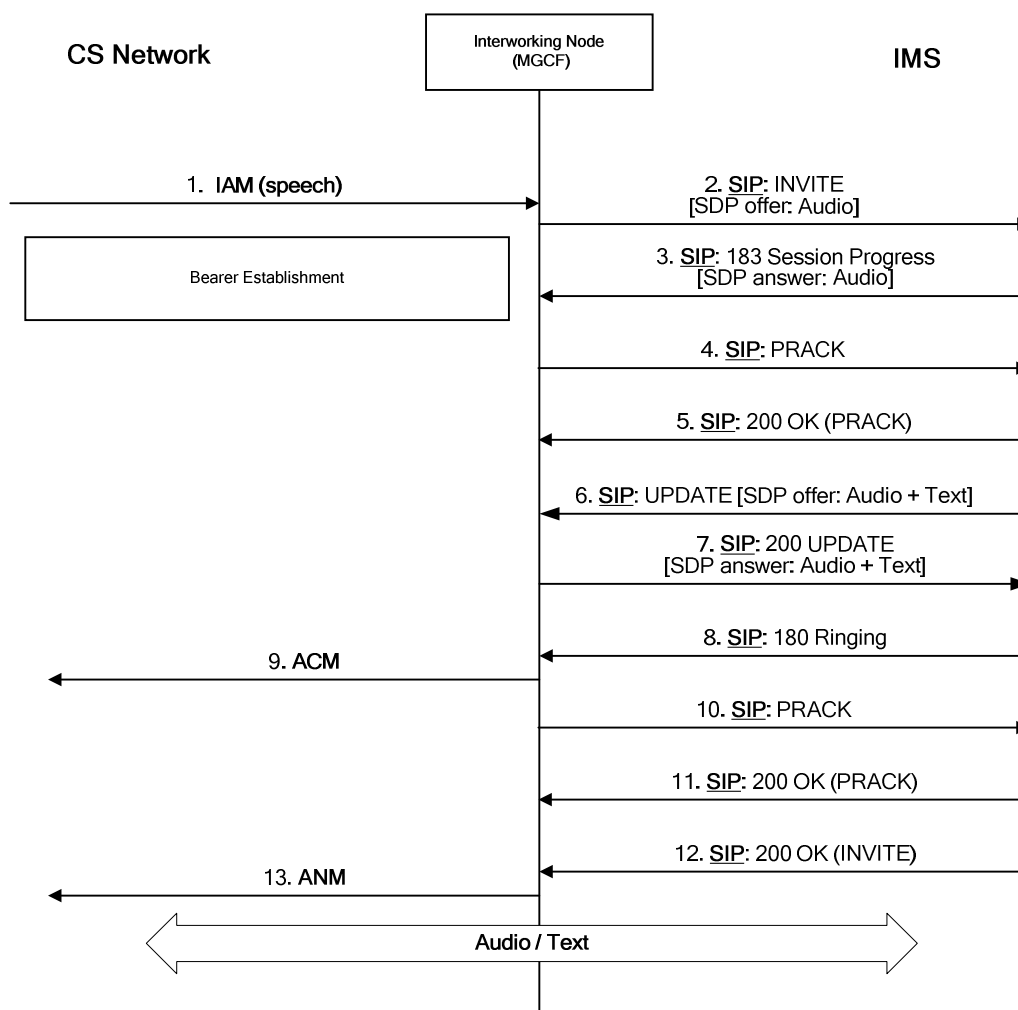 CS Network
Interworking Node
(MGCF)
IMS
1. IAM (speech)
2. SIP: INVITE
[SDP offer: Audio]
3. SIP: 183 Session Progress
[SDP answer: Audio]
Bearer Establishment
4. SIP: PRACK
5. SIP: 200 OK (PRACK)
6. SIP: UPDATE [SDP offer: Audio + Text]
7. SIP: 200 UPDATE
[SDP answer: Audio + Text]
8. SIP: 180 Ringing
9. ACM
10. SIP: PRACK
11. SIP: 200 OK (PRACK)
12. SIP: 200 OK (INVITE)
13. ANM
Audio / Text